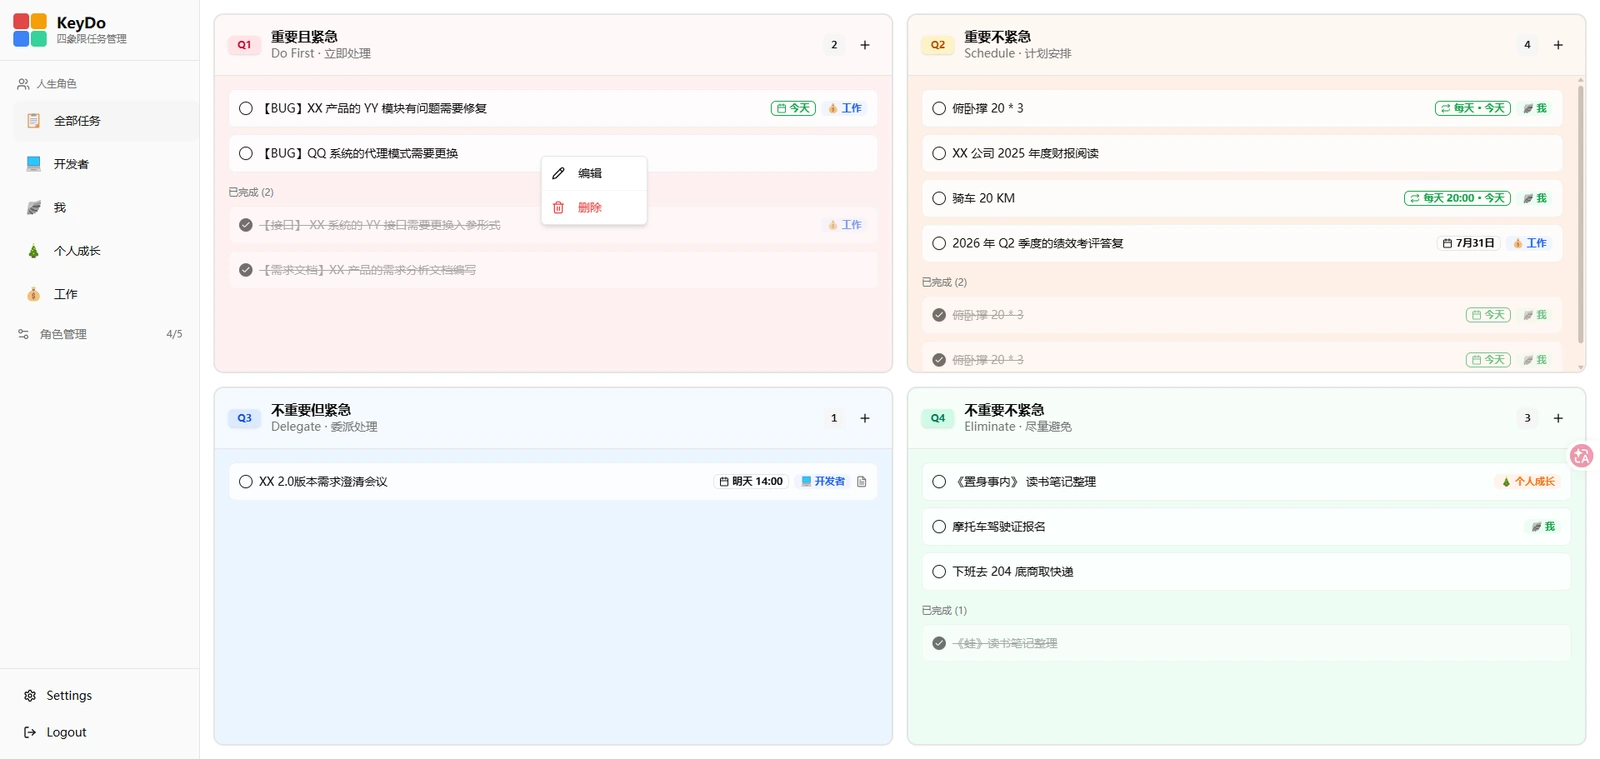 KeyDo
四象限任务管理
人生角色
全部任务
开发者
我
个人成长
工作
角色管理 4/5
Settings
Logout
Q1 重要且紧急 2 +
Do First · 立即处理
【BUG】XX 产品的 YY 模块有问题需要修复 今天 工作
【BUG】QQ 系统的代理模式需要更换
编辑
删除
已完成 (2)
【接口】 XX 系统的 YY 接口需要更换入参形式 工作
【需求文档】XX 产品的需求分析文档编写
Q2 重要不紧急 4 +
Schedule · 计划安排
俯卧撑 20 * 3 每天 • 今天 我
XX 公司 2025 年度财报阅读
骑车 20 KM 每天 20:00 • 今天 我
2026 年 Q2 季度的绩效考评答复 7月31日 工作
已完成 (2)
俯卧撑 20 * 3 今天 我
俯卧撑 20 * 3 今天 我
Q3 不重要但紧急 1 +
Delegate · 委派处理
XX 2.0版本需求澄清会议 明天 14:00 开发者
Q4 不重要不紧急 3 +
Eliminate · 尽量避免
《置身事内》 读书笔记整理 个人成长
摩托车驾驶证报名 我
下班去 204 底商取快递
已完成 (1)
《蛙》读书笔记整理